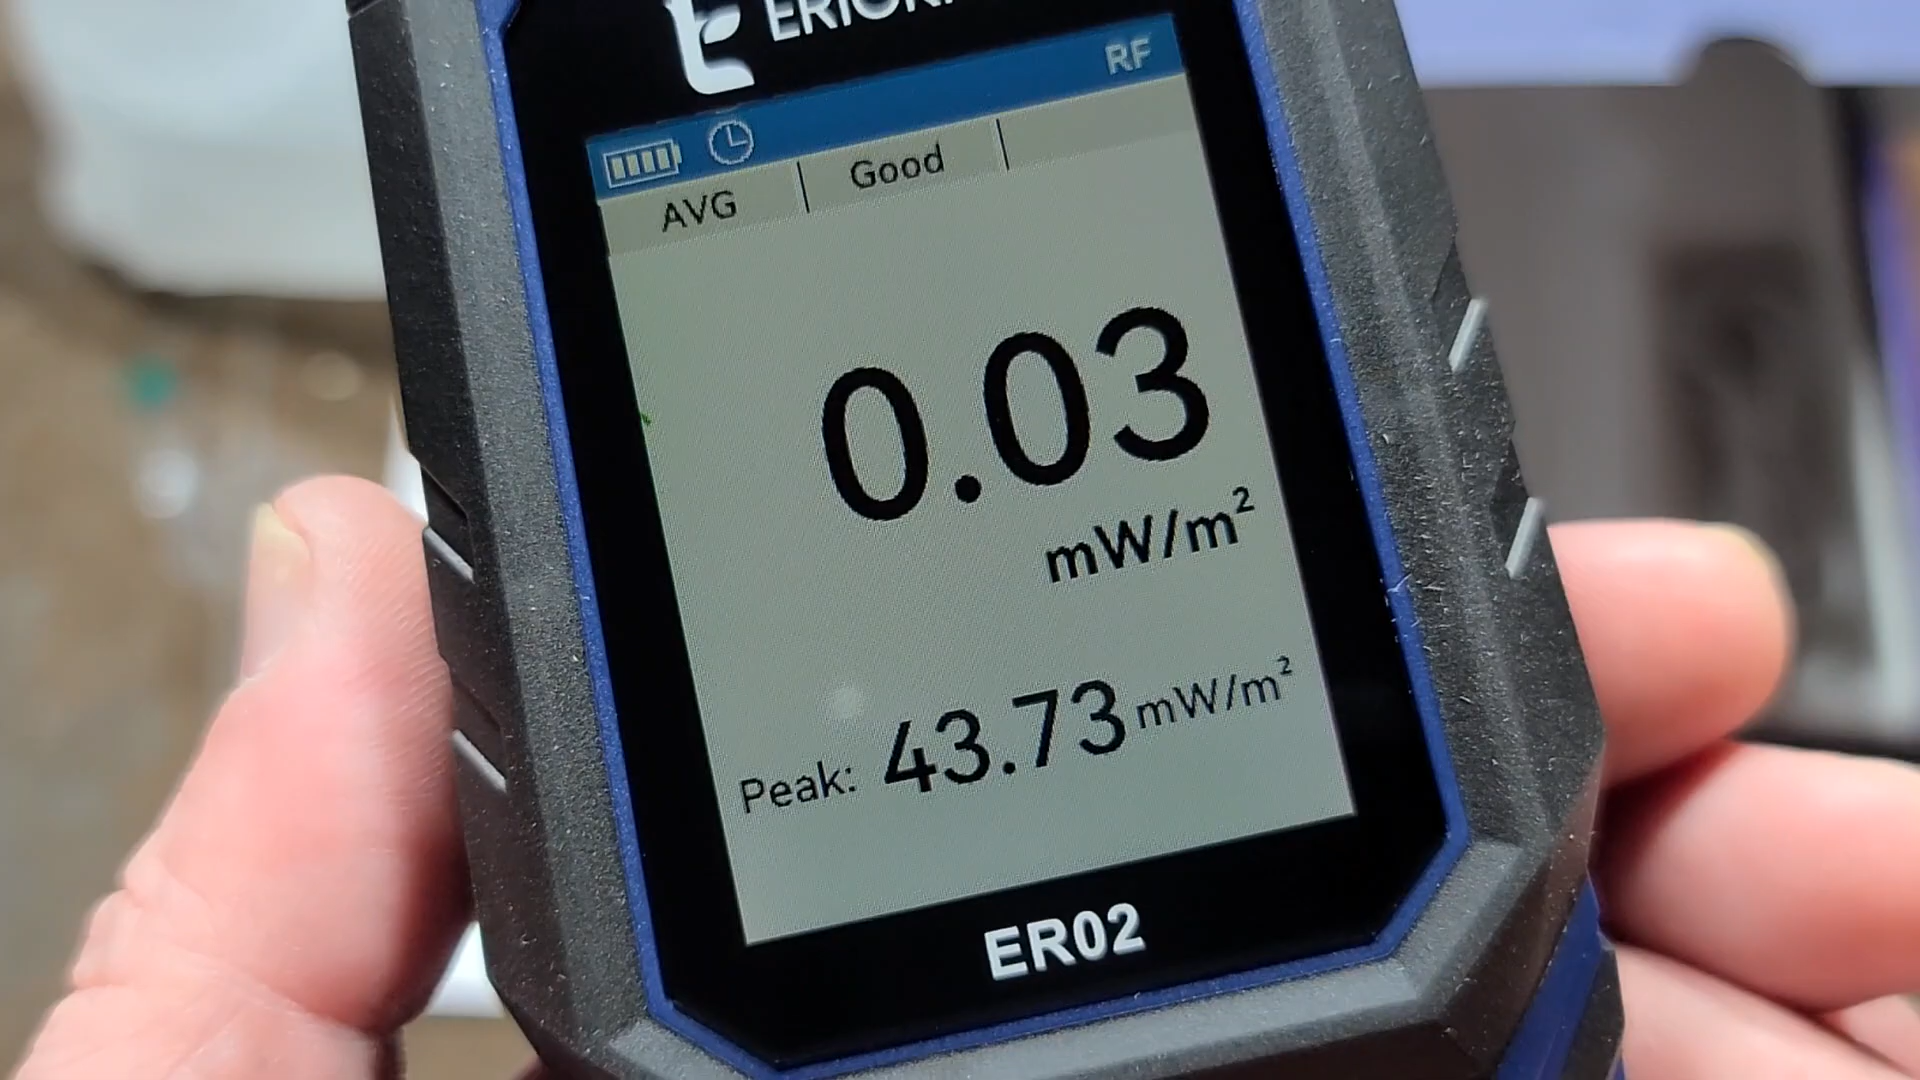 RF
AVG | Good |
0.03
mW/m²
Peak: 43.73 mW/m²
ER02